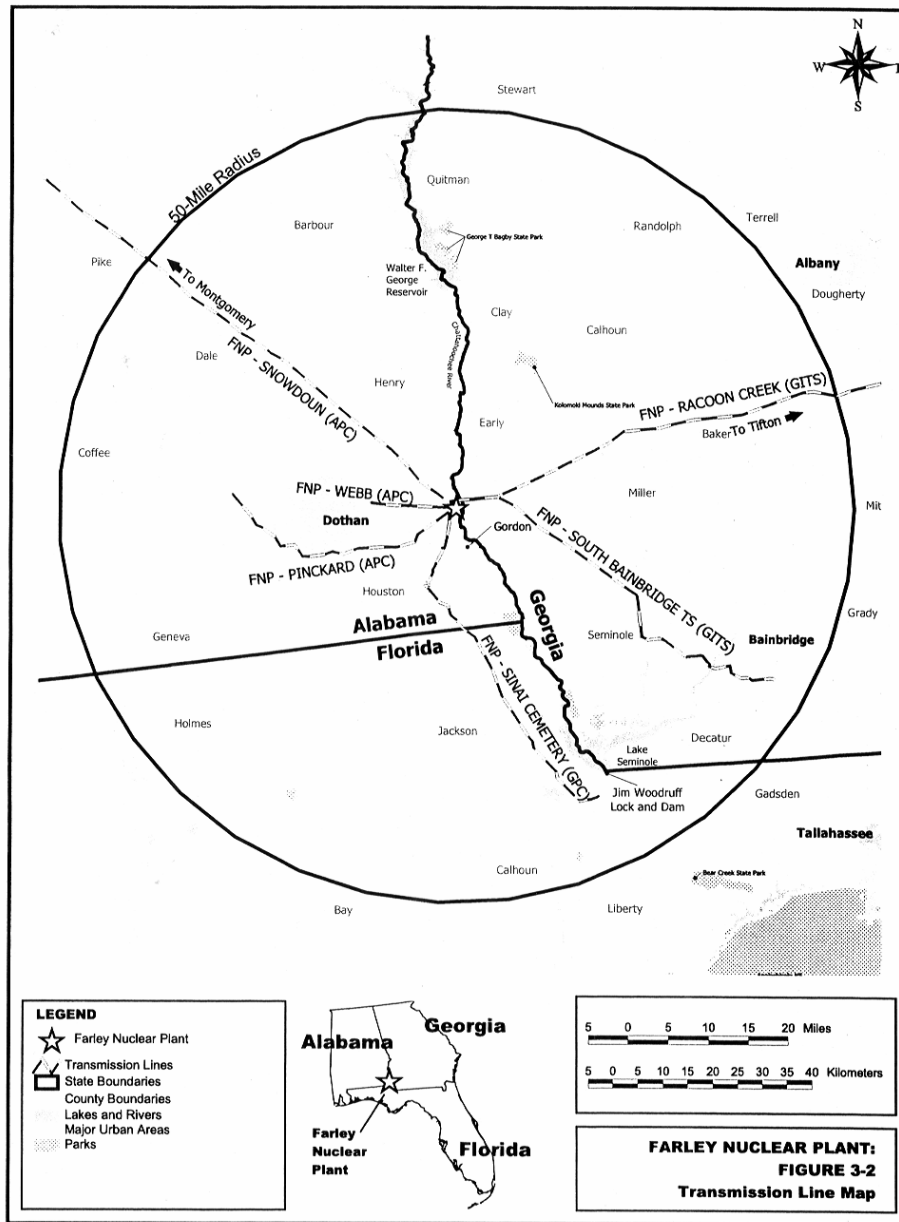 N
W
E
S
Stewart
50-Mile Radius
Quitman
Barbour
Randolph
Terrell
George T Bagby State Park
Pike
To Montgomery
Walter F.
George
Reservoir
Albany
Dougherty
Clay
Calhoun
Chattahoochee River
Dale
FNP - SNOWDOUN (APC)
Henry
Kolomoki Mounds State Park
FNP - RACOON CREEK (GITS)
Early
Baker
To Tifton
Coffee
FNP - WEBB (APC)
Miller
Mit
Dothan
Gordon
FNP - SOUTH BAINBRIDGE TS (GITS)
FNP - PINCKARD (APC)
Houston
Georgia
Grady
Alabama
Geneva
Seminole
Bainbridge
Florida
FNP - SINAI CEMETERY (GPC)
Holmes
Jackson
Decatur
Lake
Seminole
Jim Woodruff
Lock and Dam
Gadsden
Tallahassee
Calhoun
Bear Creek State Park
Bay
Liberty
LEGEND
Farley Nuclear Plant
Transmission Lines
State Boundaries
County Boundaries
Lakes and Rivers
Major Urban Areas
Parks
Alabama
Georgia
Farley
Nuclear
Plant
Florida
5 0 5 10 15 20 Miles
5 0 5 10 15 20 25 30 35 40 Kilometers
FARLEY NUCLEAR PLANT:
FIGURE 3-2
Transmission Line Map